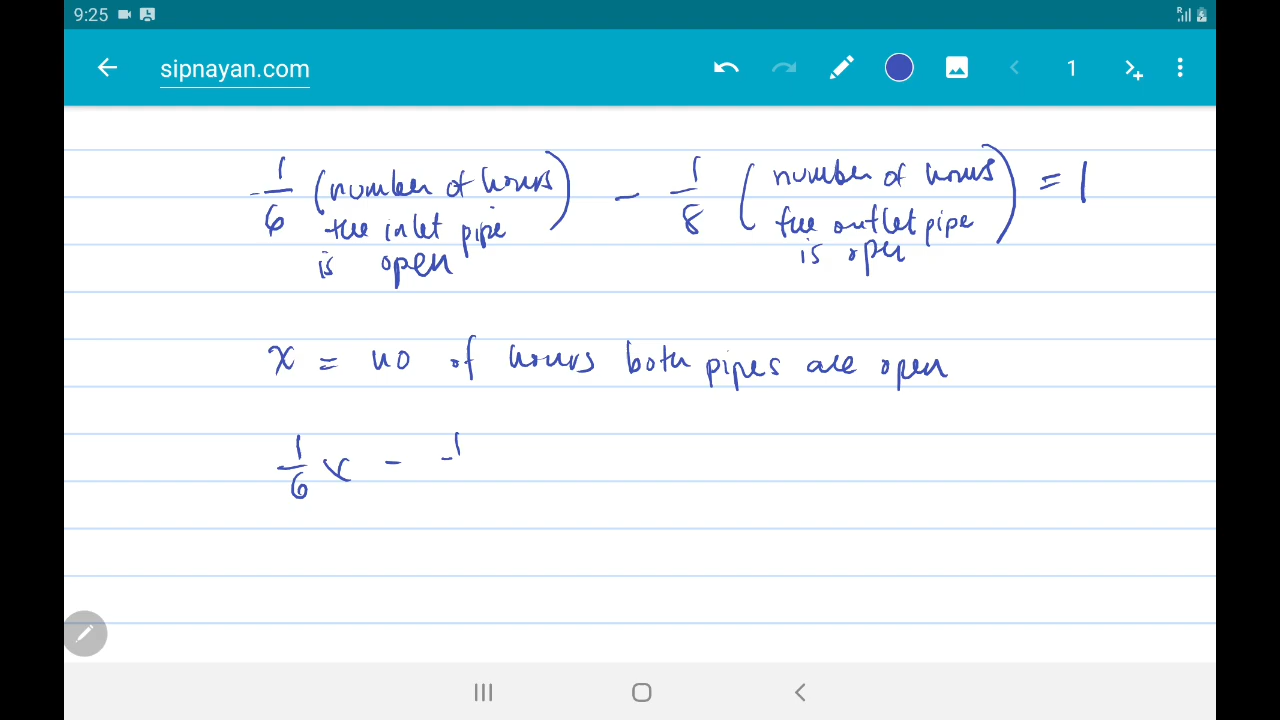 9:25
sipnayan.com
1
1/6 (number of hours the inlet pipe is open) - 1/8 (number of hours the outlet pipe is open) = 1
x = no of hours both pipes are open
1/6 x - 1